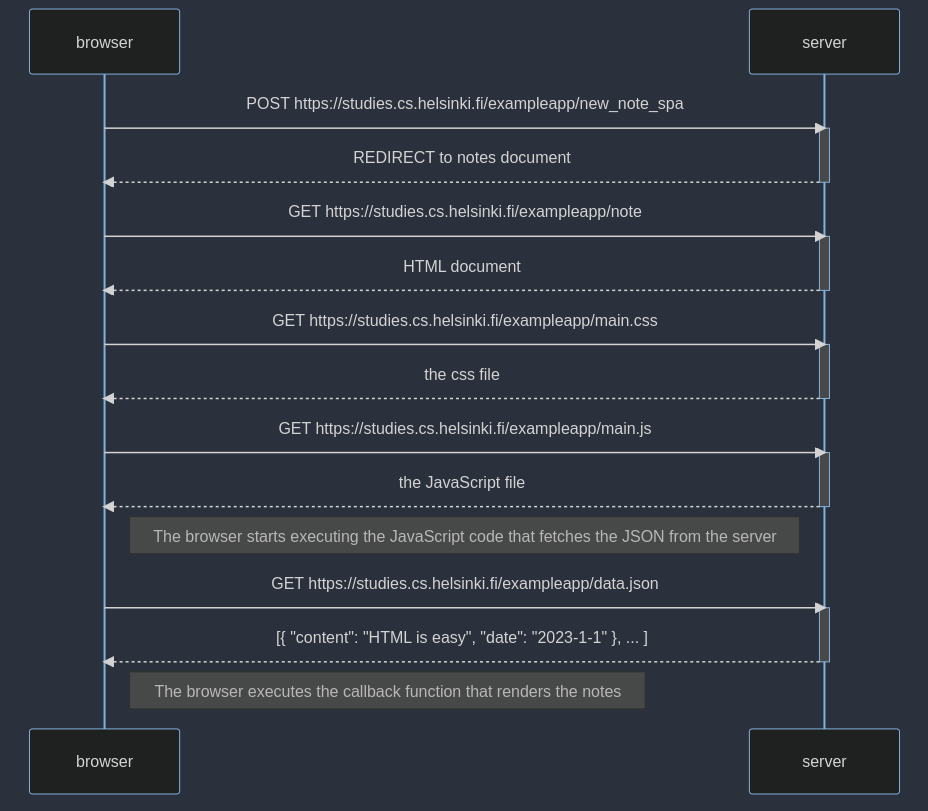 browser
server
POST https://studies.cs.helsinki.fi/exampleapp/new_note_spa
REDIRECT to notes document
GET https://studies.cs.helsinki.fi/exampleapp/note
HTML document
GET https://studies.cs.helsinki.fi/exampleapp/main.css
the css file
GET https://studies.cs.helsinki.fi/exampleapp/main.js
the JavaScript file
The browser starts executing the JavaScript code that fetches the JSON from the server
GET https://studies.cs.helsinki.fi/exampleapp/data.json
[{ "content": "HTML is easy", "date": "2023-1-1" }, ... ]
The browser executes the callback function that renders the notes
browser
server